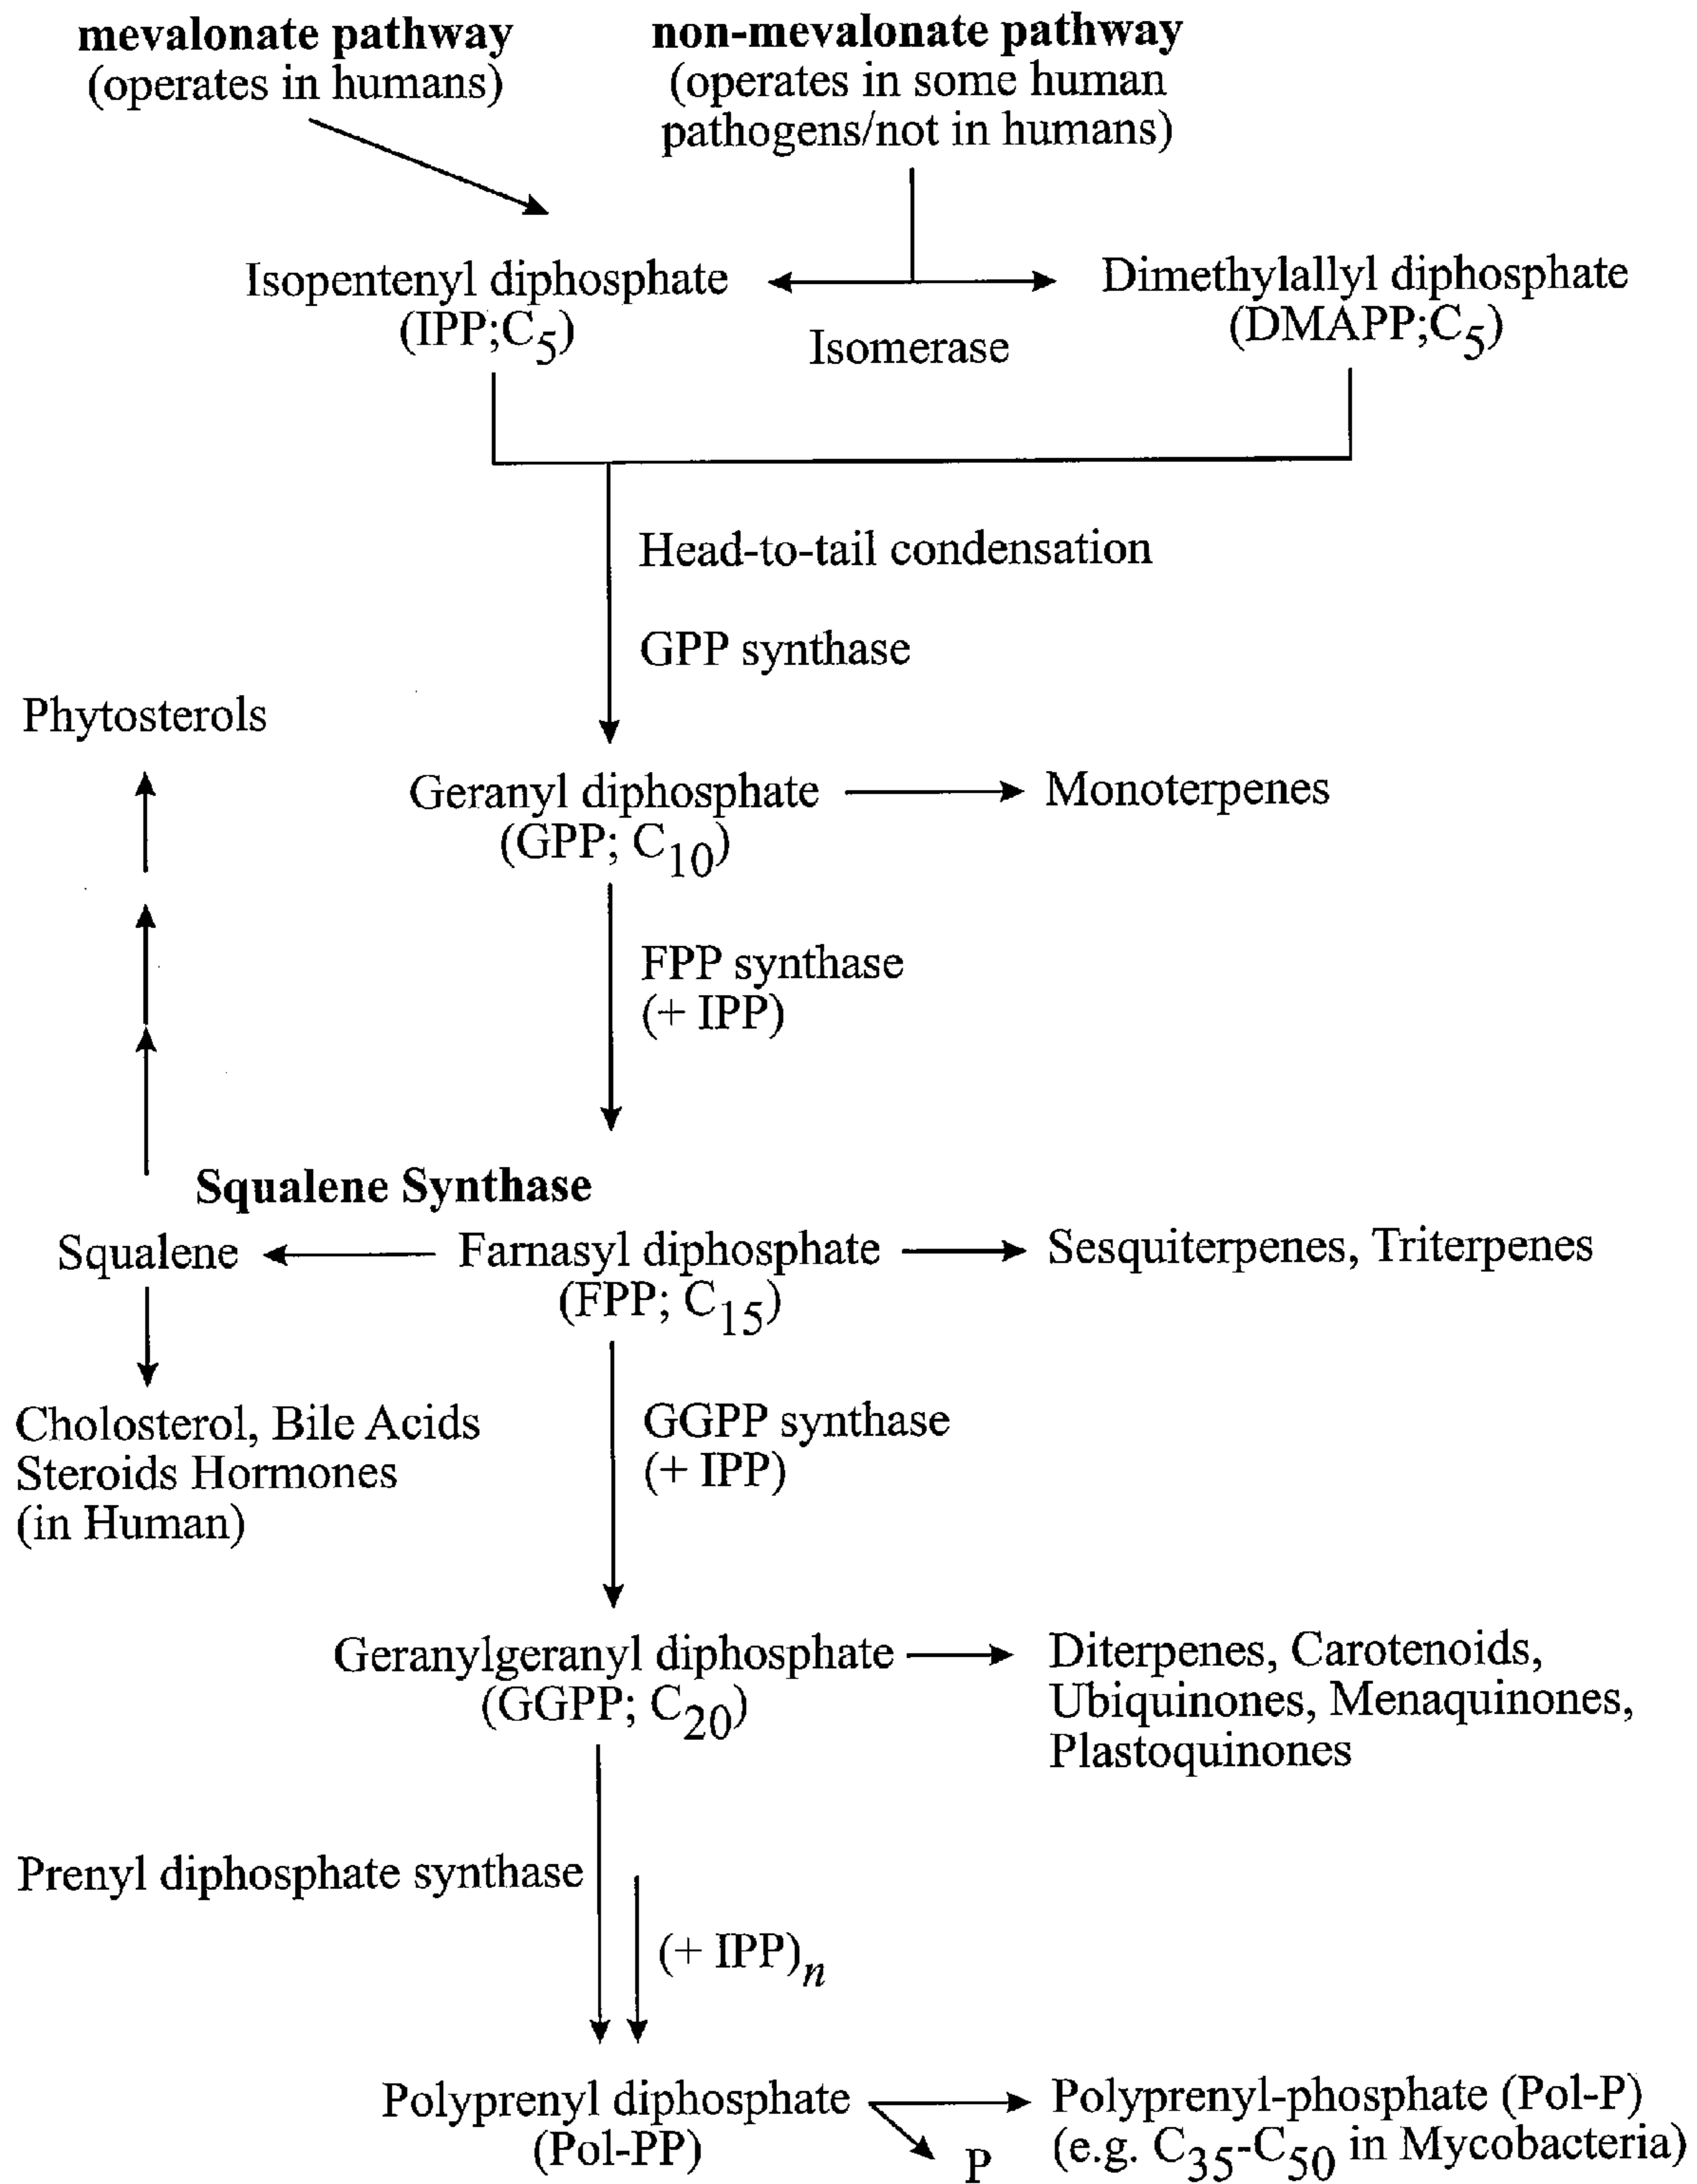 mevalonate pathway
(operates in humans)
non-mevalonate pathway
(operates in some human
pathogens/not in humans)
Isopentenyl diphosphate
(IPP;C5)
Isomerase
Dimethylallyl diphosphate
(DMAPP;C5)
Head-to-tail condensation
GPP synthase
Phytosterols
Geranyl diphosphate
(GPP; C10)
Monoterpenes
FPP synthase
(+ IPP)
Squalene Synthase
Squalene
Farnasyl diphosphate
(FPP; C15)
Sesquiterpenes, Triterpenes
Cholosterol, Bile Acids
Steroids Hormones
(in Human)
GGPP synthase
(+ IPP)
Geranylgeranyl diphosphate
(GGPP; C20)
Diterpenes, Carotenoids,
Ubiquinones, Menaquinones,
Plastoquinones
Prenyl diphosphate synthase
(+ IPP)n
Polyprenyl diphosphate
(Pol-PP)
P
Polyprenyl-phosphate (Pol-P)
(e.g. C35-C50 in Mycobacteria)